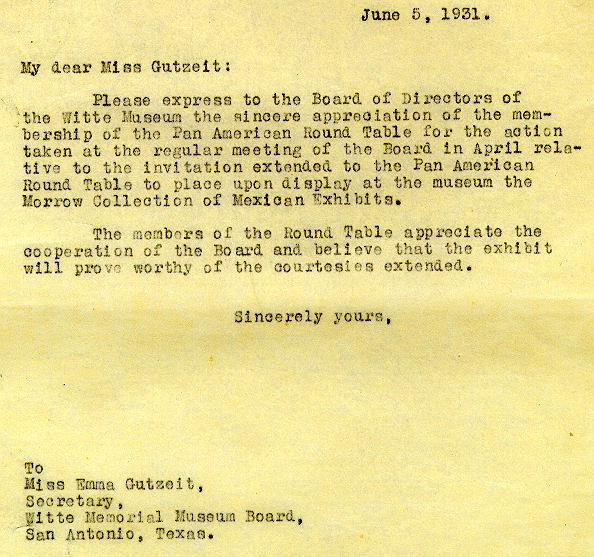 June 5, 1931.
My dear Miss Gutzeit:
Please express to the Board of Directors of
the Witte Museum the sincere appreciation of the mem-
bership of the Pan American Round Table for the action
taken at the regular meeting of the Board in April rela-
tive to the invitation extended to the Pan American
Round Table to place upon display at the museum the
Morrow Collection of Mexican Exhibits.
The members of the Round Table appreciate the
cooperation of the Board and believe that the exhibit
will prove worthy of the courtesies extended.
Sincerely yours,
To
Miss Emma Gutzeit,
Secretary,
Witte Memorial Museum Board,
San Antonio, Texas.